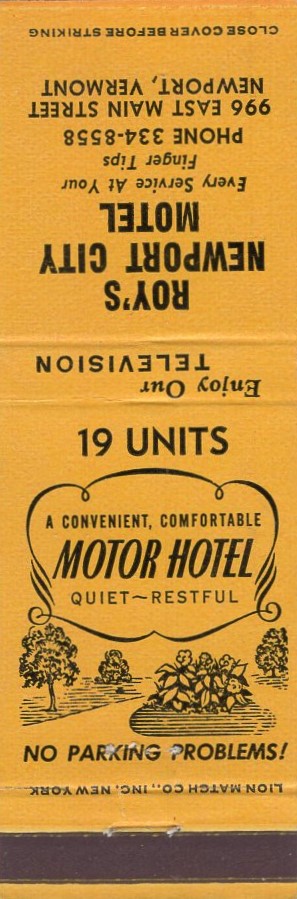 CLOSE COVER BEFORE STRIKING
ROY'S
NEWPORT CITY
MOTEL
Every Service At Your
Finger Tips
PHONE 334-8558
996 EAST MAIN STREET
NEWPORT, VERMONT
Enjoy Our
TELEVISION
19 UNITS
A CONVENIENT, COMFORTABLE
MOTOR HOTEL
QUIET~RESTFUL
NO PARKING PROBLEMS!
LION MATCH CO., INC. NEW YORK